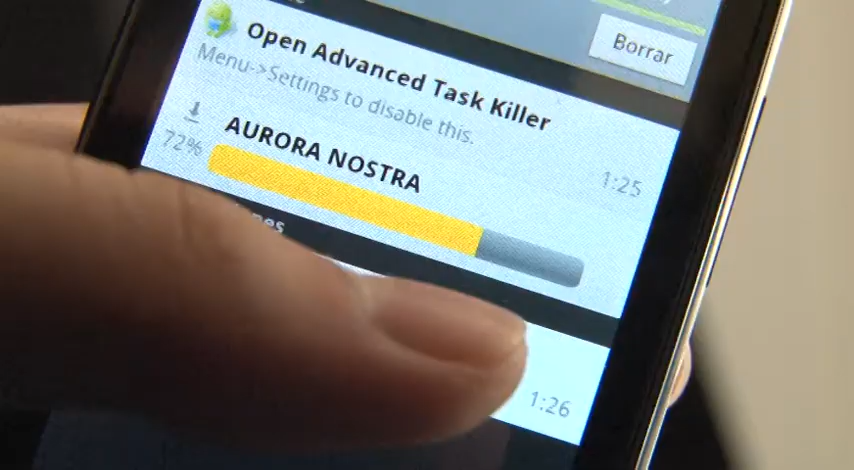 Borrar
Open Advanced Task Killer
Menu->Settings to disable this.
AURORA NOSTRA
72%
1:25
1:26